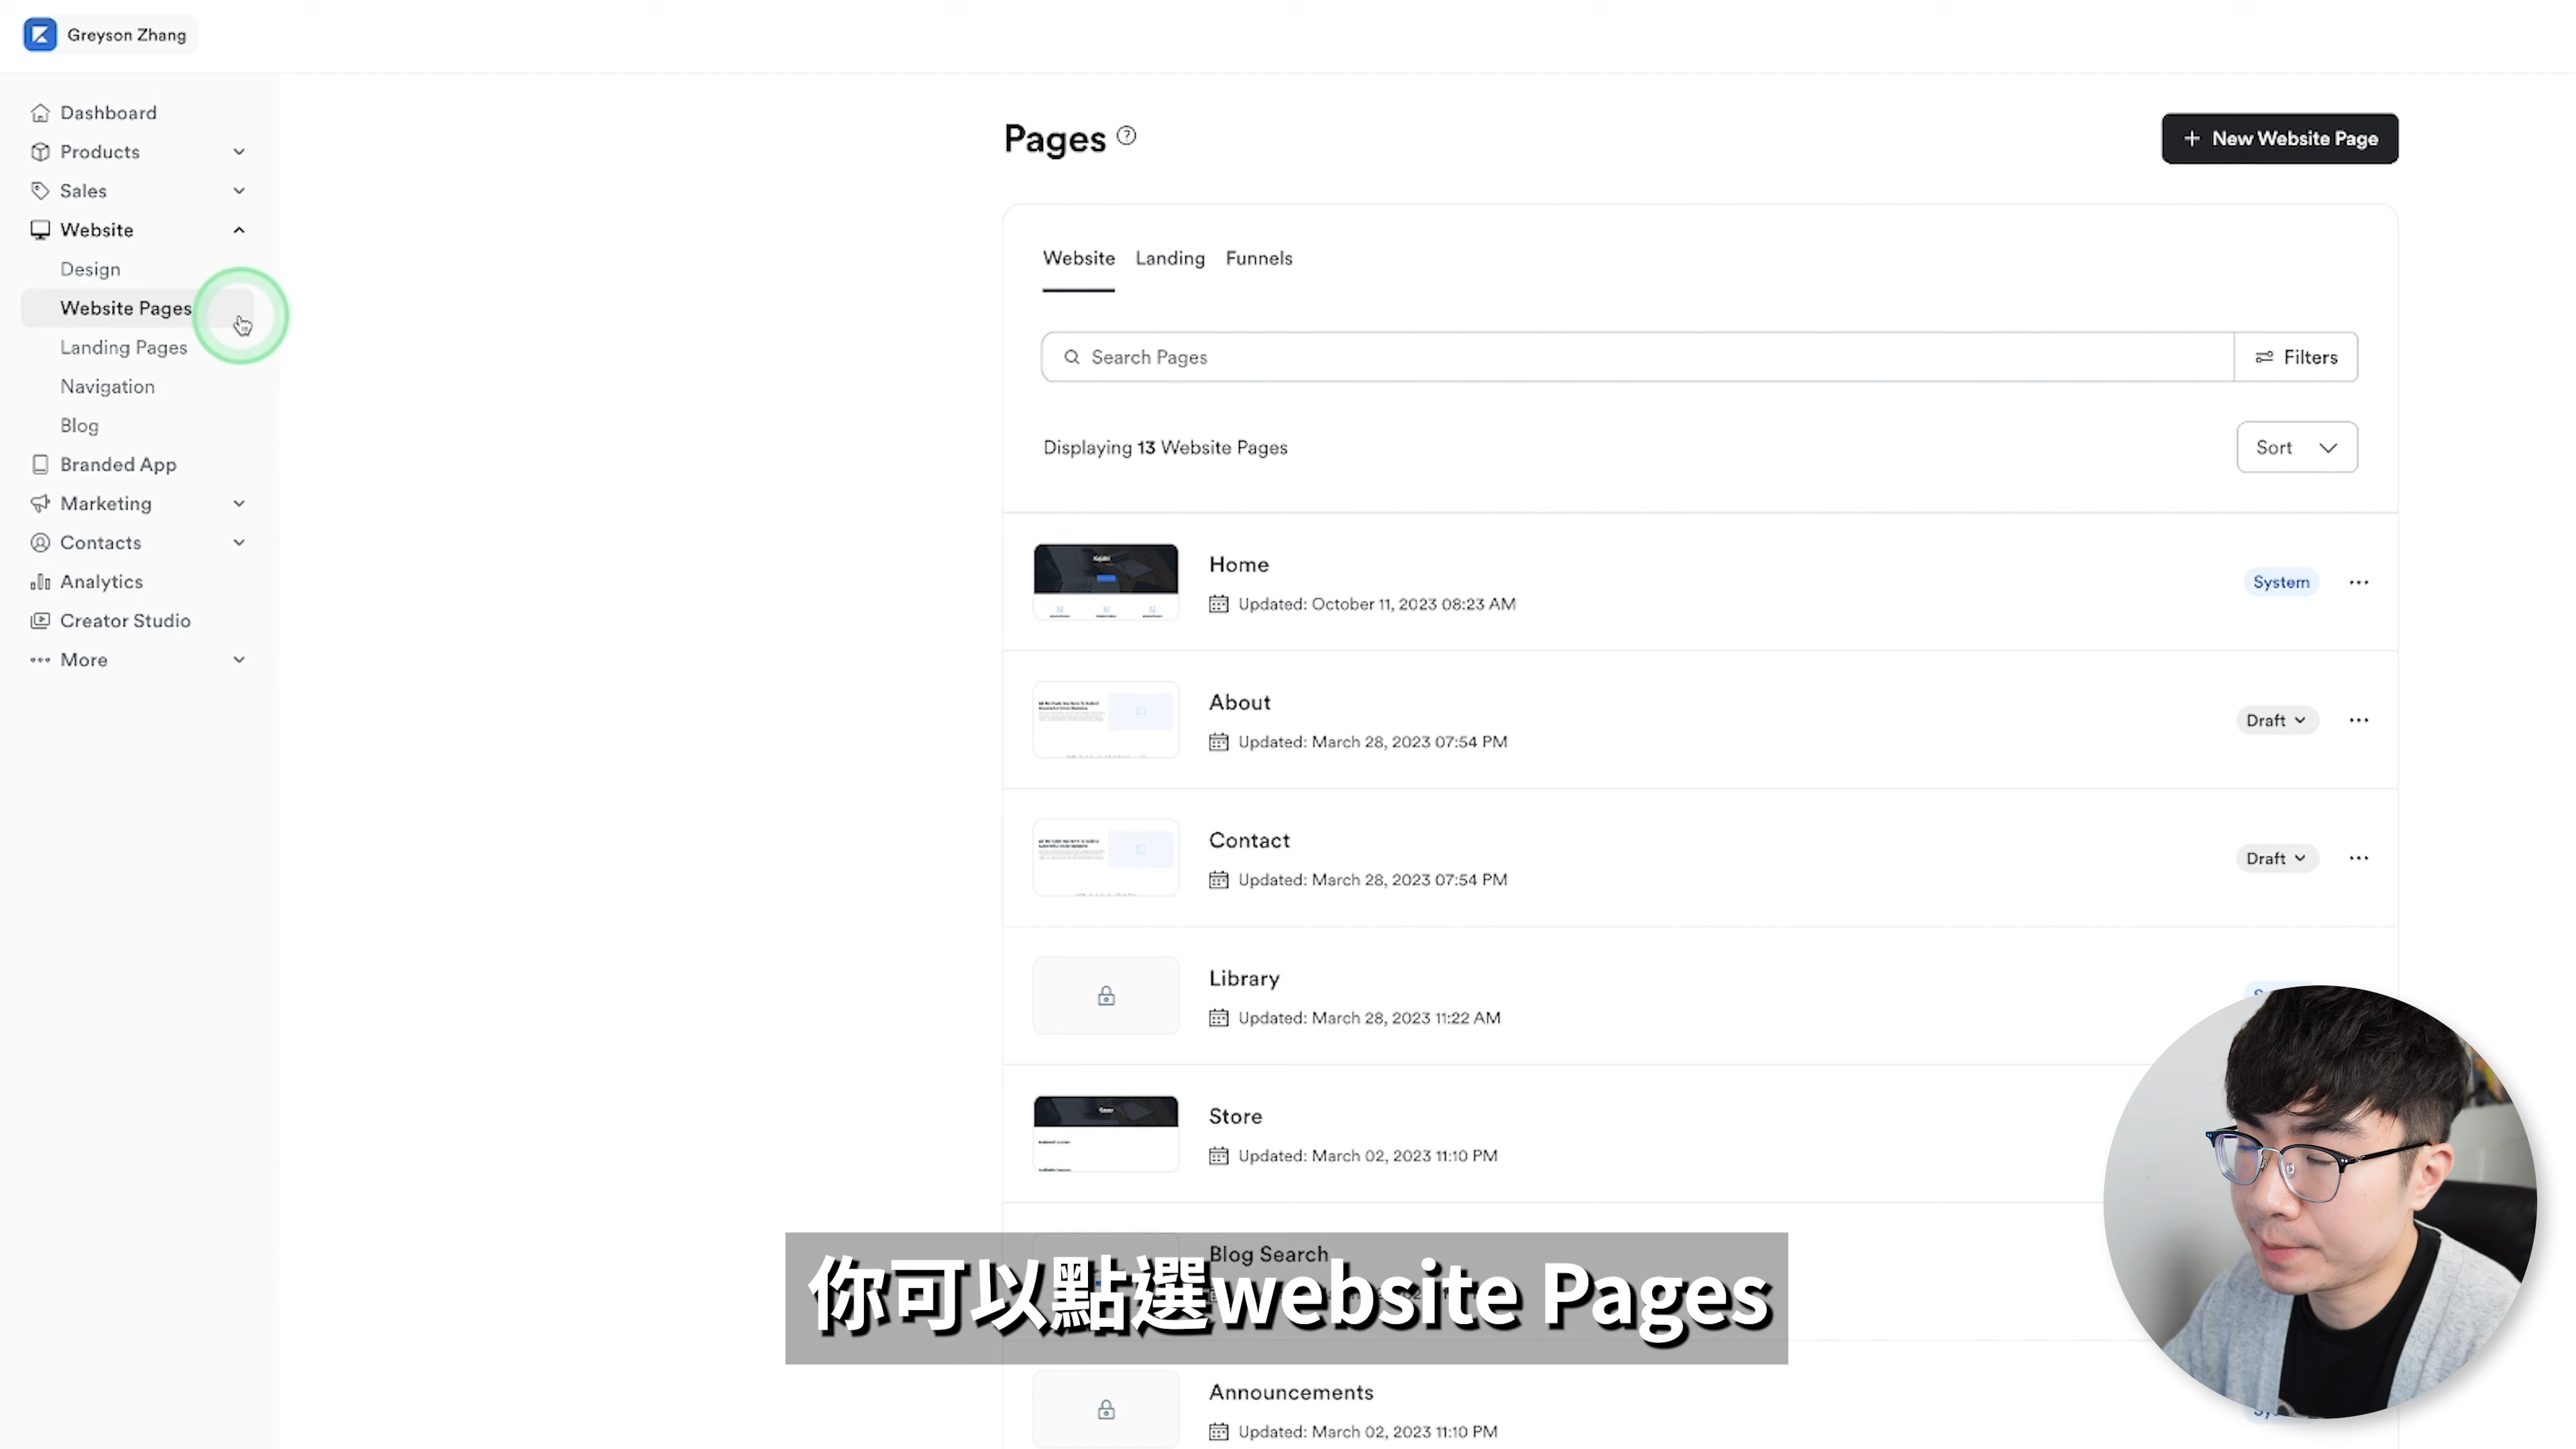 Greyson Zhang
Dashboard
Products
Sales
Website
Design
Website Pages
Landing Pages
Navigation
Blog
Branded App
Marketing
Contacts
Analytics
Creator Studio
More
Pages
New Website Page
Website Landing Funnels
Search Pages
Filters
Displaying 13 Website Pages
Sort
Home
Updated: October 11, 2023 08:23 AM
System
About
Updated: March 28, 2023 07:54 PM
Draft
Contact
Updated: March 28, 2023 07:54 PM
Draft
Library
Updated: March 28, 2023 11:22 AM
Store
Updated: March 02, 2023 11:10 PM
Blog Search
你可以點選website Pages
Announcements
Updated: March 02, 2023 11:10 PM